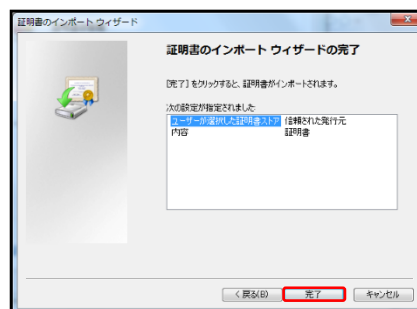 証明書のインポート ウィザード
証明書のインポート ウィザードの完了
[完了] をクリックすると、証明書がインポートされます。
次の設定が指定されました
ユーザーが選択した証明書ストア 信頼された発行元
内容 証明書
< 戻る(B) 完了 キャンセル